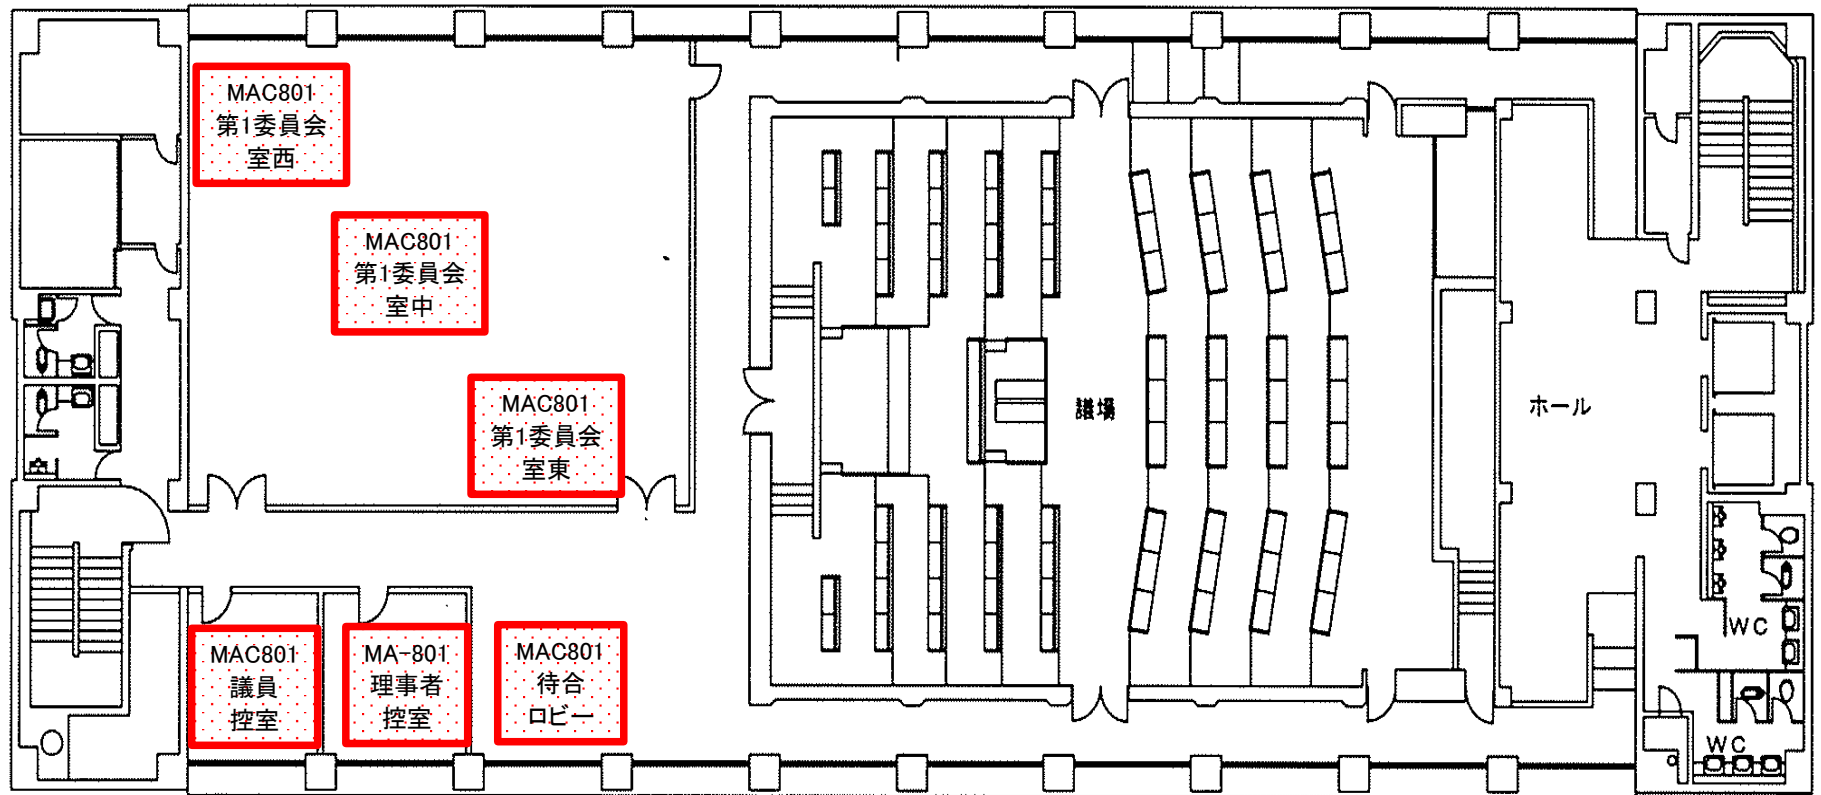 MAC801
第1委員会
室西
MAC801
第1委員会
室中
MAC801
第1委員会
室東
議場
ホール
MAC801
議員
控室
MA-801
理事者
控室
MAC801
待合
ロビー
WC
WC